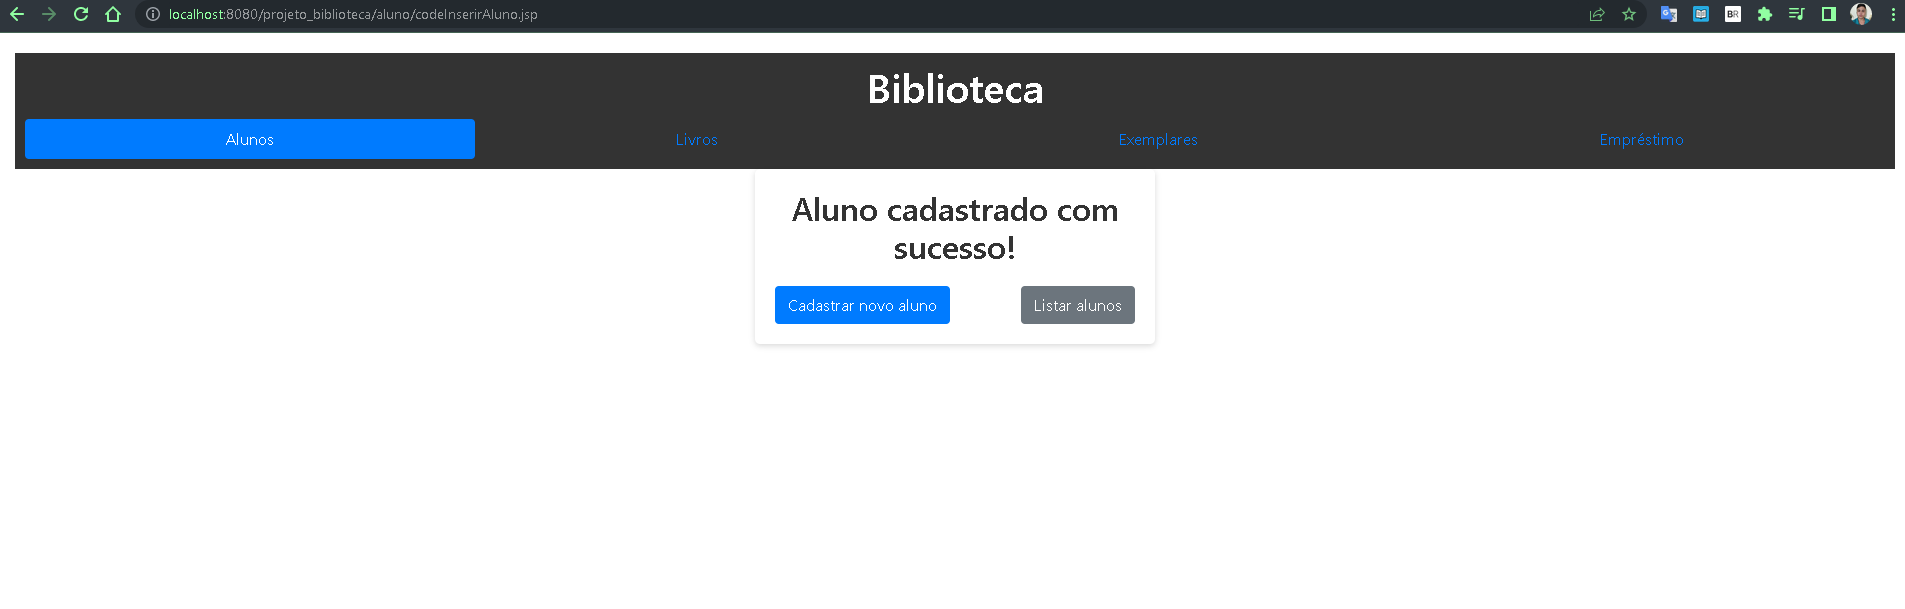 localhost:8080/projeto_biblioteca/aluno/codeInserirAluno.jsp
BR
Biblioteca
Alunos Livros Exemplares Empréstimo
Aluno cadastrado com
sucesso!
Cadastrar novo aluno Listar alunos